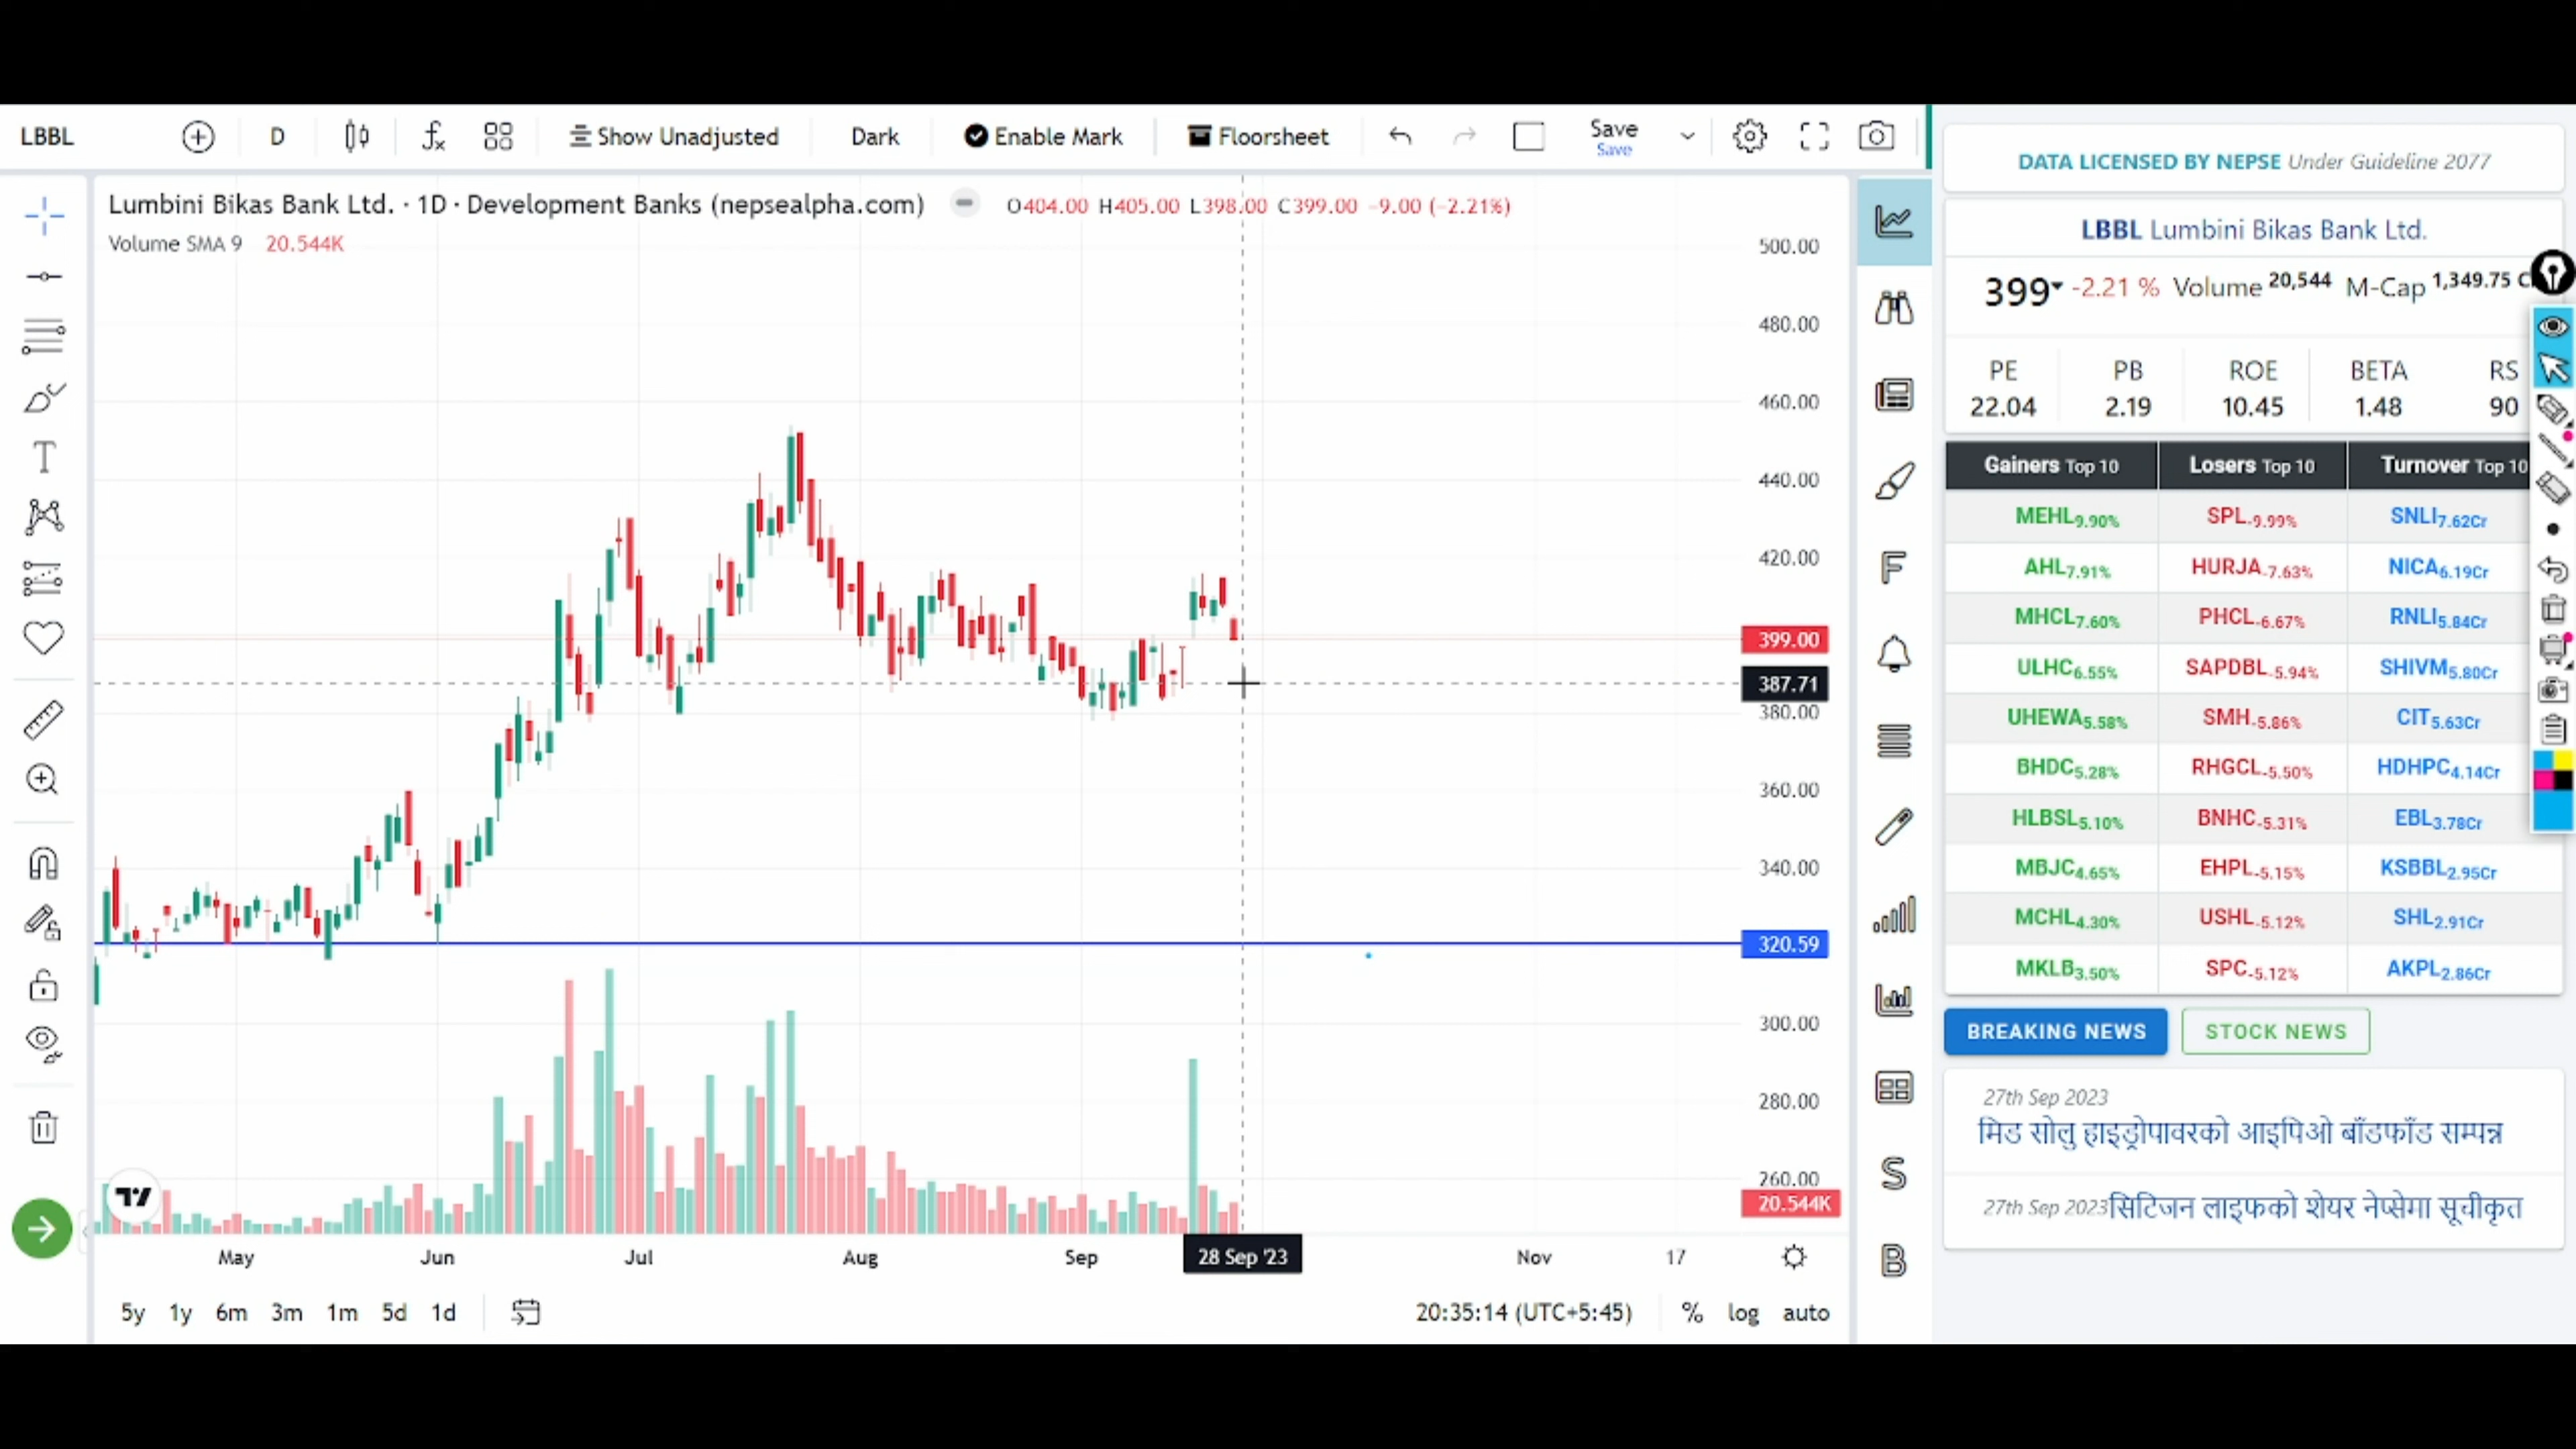 LBBL D Show Unadjusted Dark Enable Mark Floorsheet Save
Save
Lumbini Bikas Bank Ltd. · 1D · Development Banks (nepsealpha.com) O404.00 H405.00 L398.00 C399.00 -9.00 (-2.21%)
Volume SMA 9 20.544K
500.00
480.00
460.00
440.00
420.00
399.00
387.71
380.00
360.00
340.00
320.59
300.00
280.00
260.00
20.544K
May Jun Jul Aug Sep 28 Sep '23 Nov 17
5y 1y 6m 3m 1m 5d 1d 20:35:14 (UTC+5:45) % log auto
T
F
S
B
DATA LICENSED BY NEPSE Under Guideline 2077
LBBL Lumbini Bikas Bank Ltd.
399 -2.21 % Volume 20,544 M-Cap 1,349.75
PE PB ROE BETA RS
22.04 2.19 10.45 1.48 90
Gainers Top 10 Losers Top 10 Turnover Top 10
MEHL9.90% SPL-9.99% SNLI7.62Cr
AHL7.91% HURJA-7.63% NICA6.19Cr
MHCL7.60% PHCL-6.67% RNLI5.84Cr
ULHC6.55% SAPDBL-5.94% SHIVM5.80Cr
UHEWA5.58% SMH-5.86% CIT5.63Cr
BHDC5.28% RHGCL-5.50% HDHPC4.14Cr
HLBSL5.10% BNHC-5.31% EBL3.78Cr
MBJC4.65% EHPL-5.15% KSBBL2.95Cr
MCHL4.30% USHL-5.12% SHL2.91Cr
MKLB3.50% SPC-5.12% AKPL2.86Cr
BREAKING NEWS STOCK NEWS
27th Sep 2023
मिड सोलु हाइड्रोपावरको आइपिओ बाँडफाँड सम्पन्न
27th Sep 2023 सिटिजन लाइफको शेयर नेप्सेमा सूचीकृत